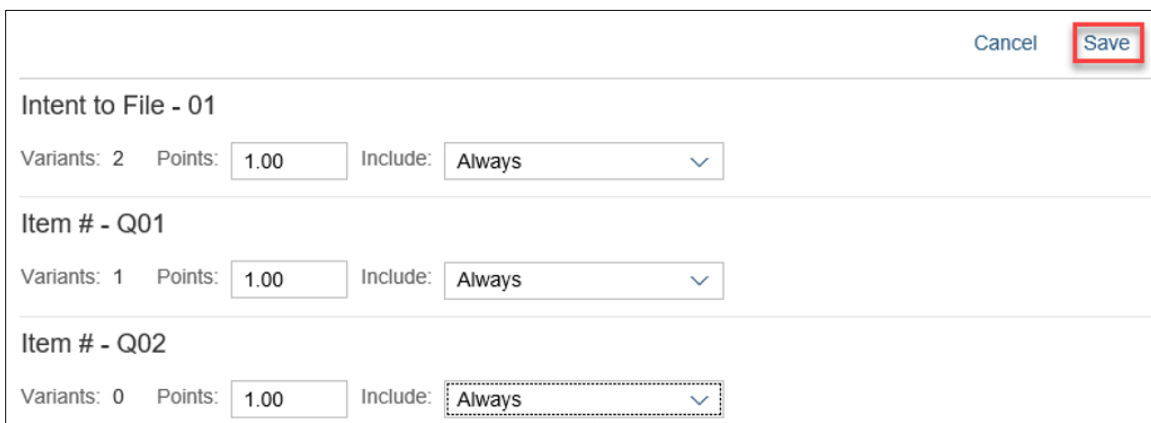 Cancel Save
Intent to File - 01
Variants: 2 Points: 1.00 Include: Always
Item # - Q01
Variants: 1 Points: 1.00 Include: Always
Item # - Q02
Variants: 0 Points: 1.00 Include: Always